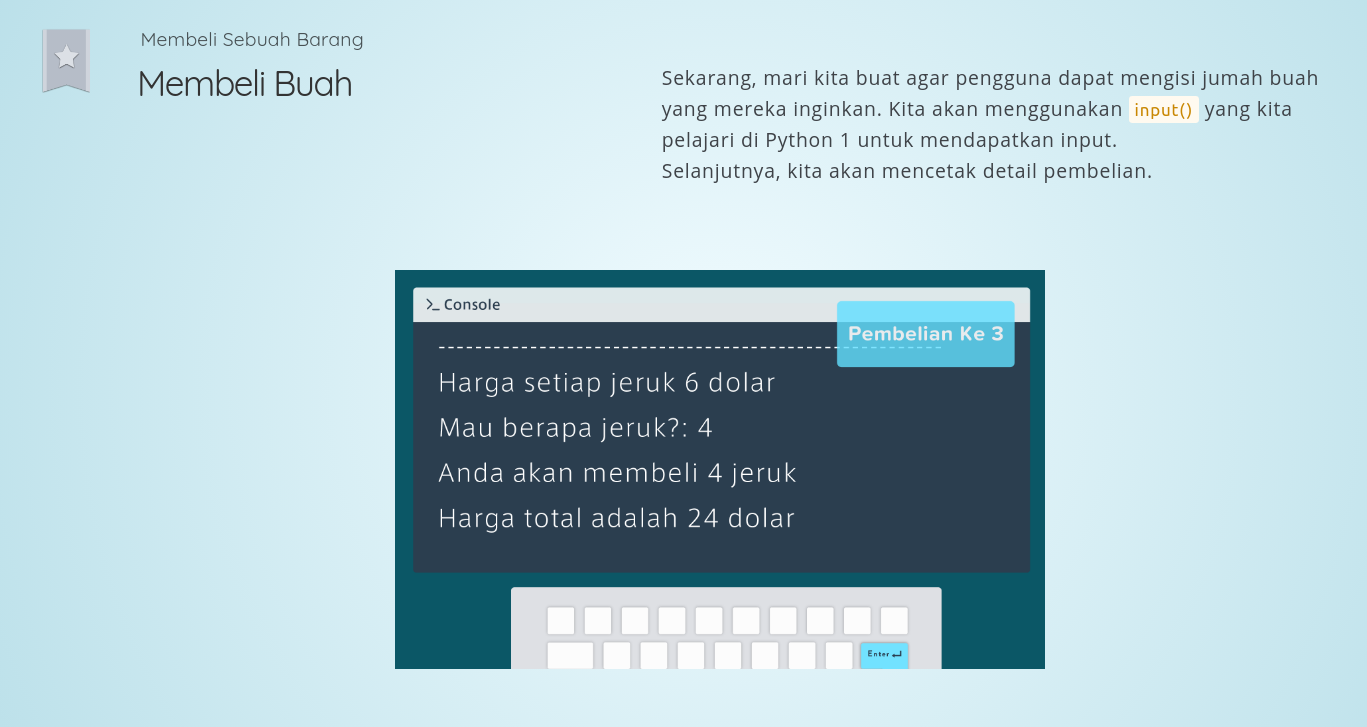 Membeli Sebuah Barang
Membeli Buah
Sekarang, mari kita buat agar pengguna dapat mengisi jumah buah
yang mereka inginkan. Kita akan menggunakan input() yang kita
pelajari di Python 1 untuk mendapatkan input.
Selanjutnya, kita akan mencetak detail pembelian.
>_ Console
Pembelian Ke 3
-------------------------------------------------------
Harga setiap jeruk 6 dolar
Mau berapa jeruk?: 4
Anda akan membeli 4 jeruk
Harga total adalah 24 dolar
Enter